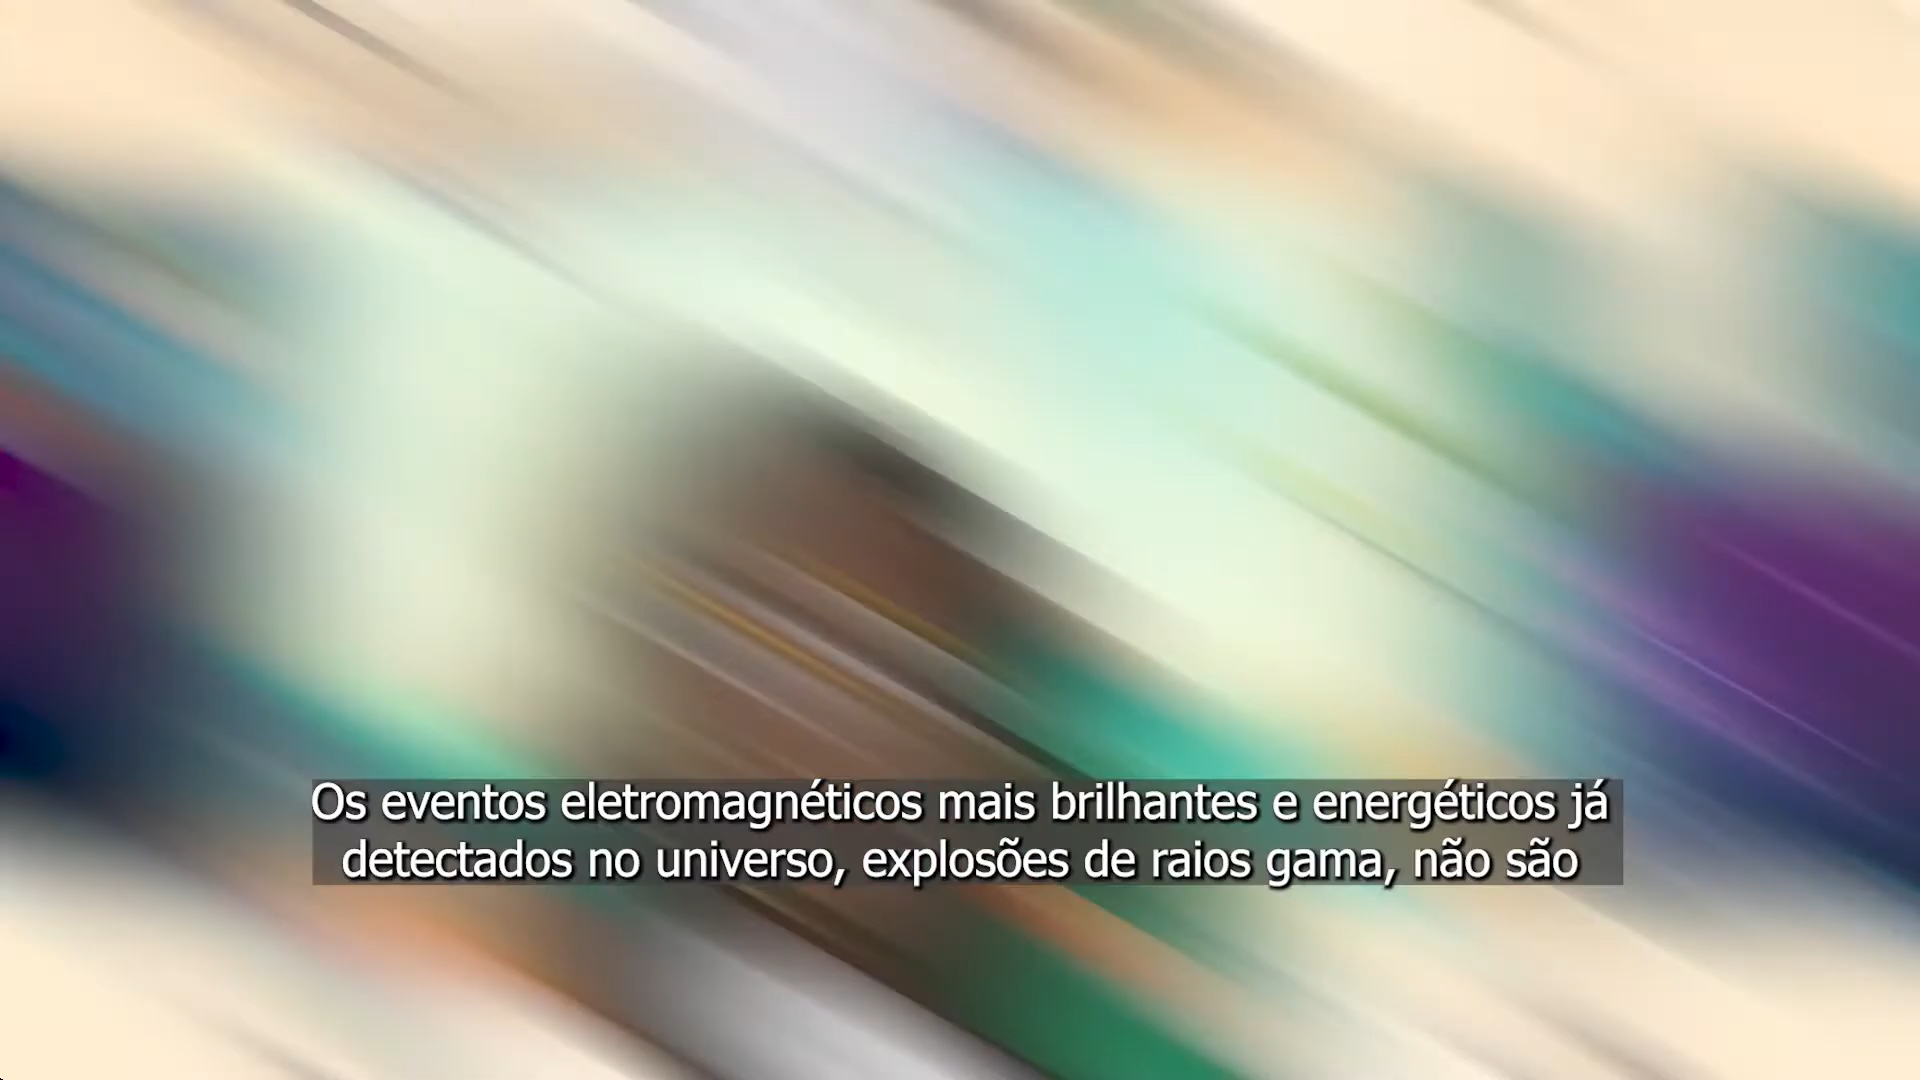 Os eventos eletromagnéticos mais brilhantes e energéticos já
detectados no universo, explosões de raios gama, não são